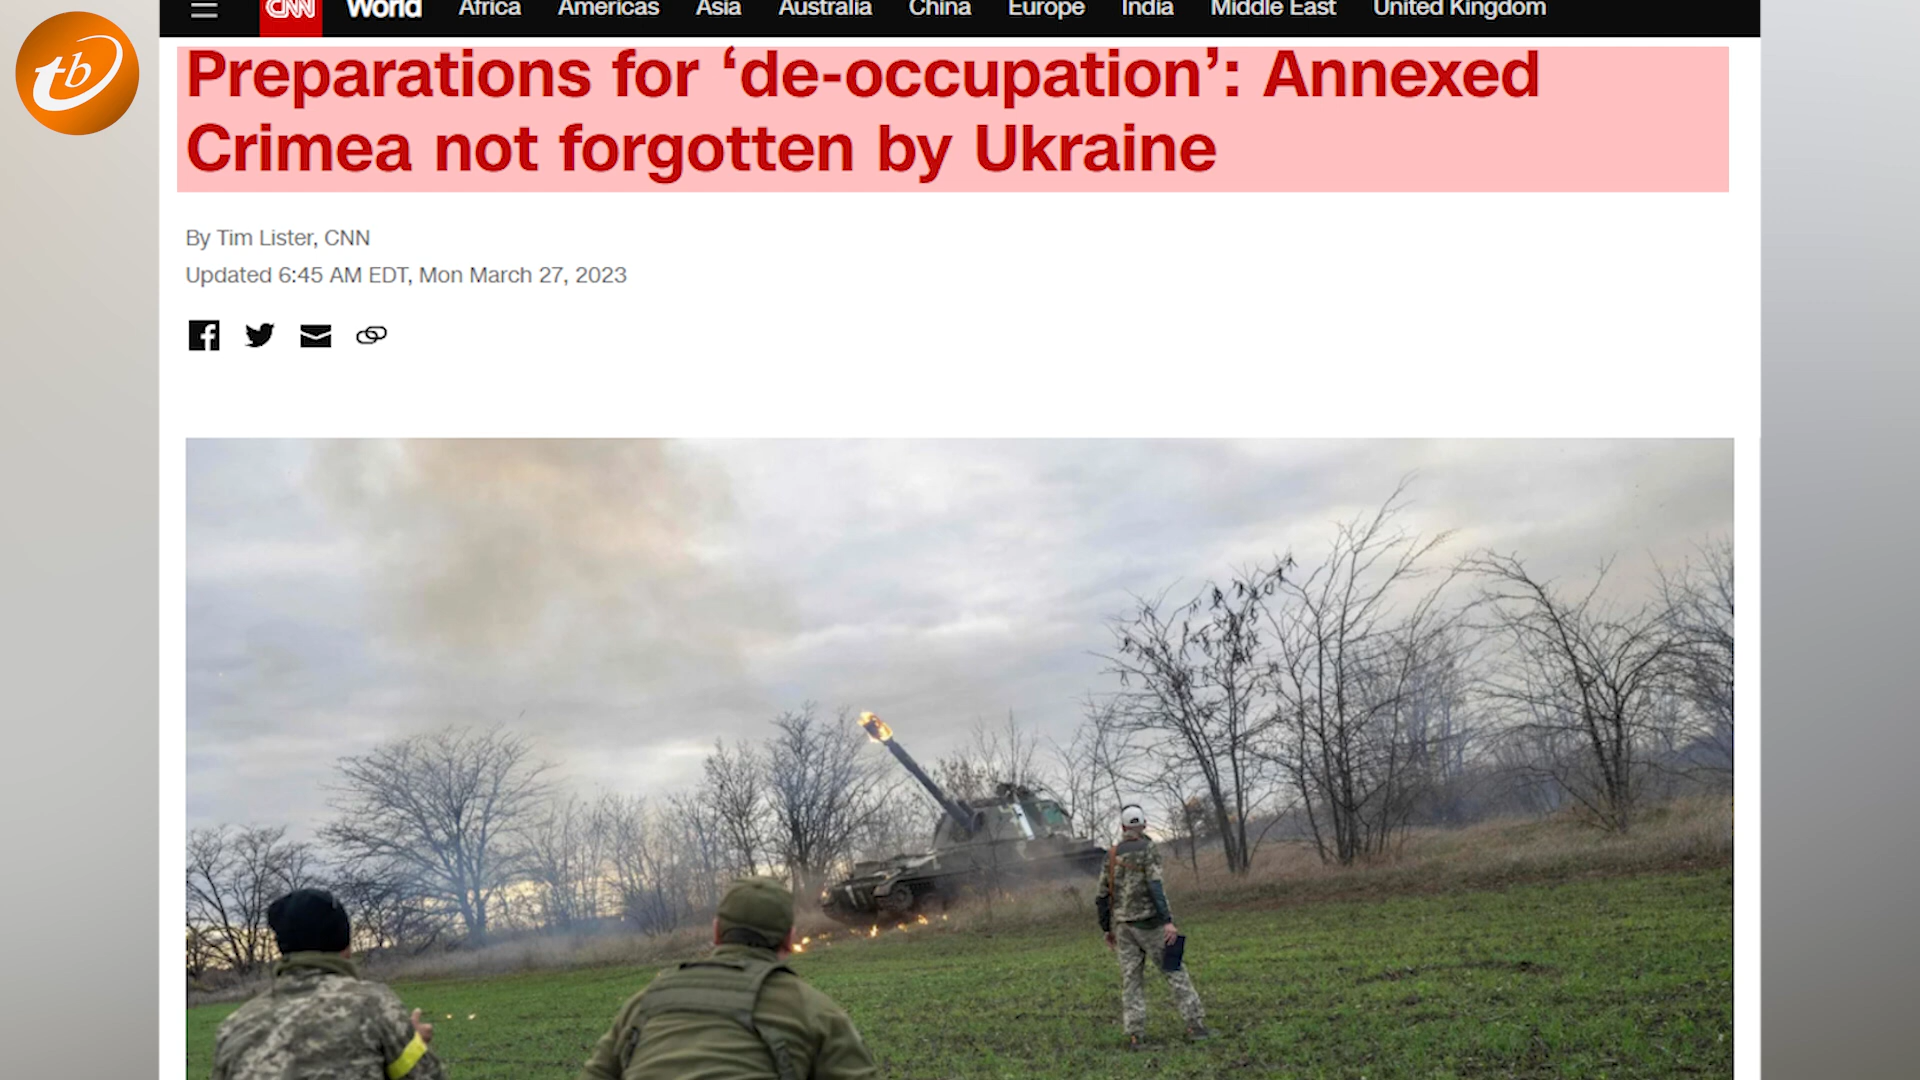 tb
CNN World Africa Americas Asia Australia China Europe India Middle East United Kingdom
Preparations for ‘de-occupation’: Annexed
Crimea not forgotten by Ukraine
By Tim Lister, CNN
Updated 6:45 AM EDT, Mon March 27, 2023